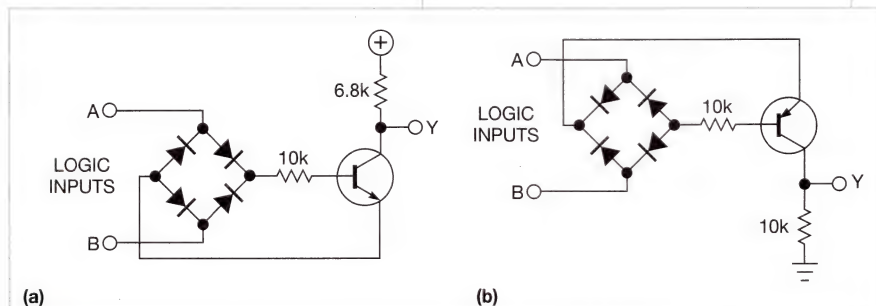 +
6.8k
A
Y
LOGIC
INPUTS
10k
B
(a)
A
10k
LOGIC
INPUTS
B
Y
10k
(b)